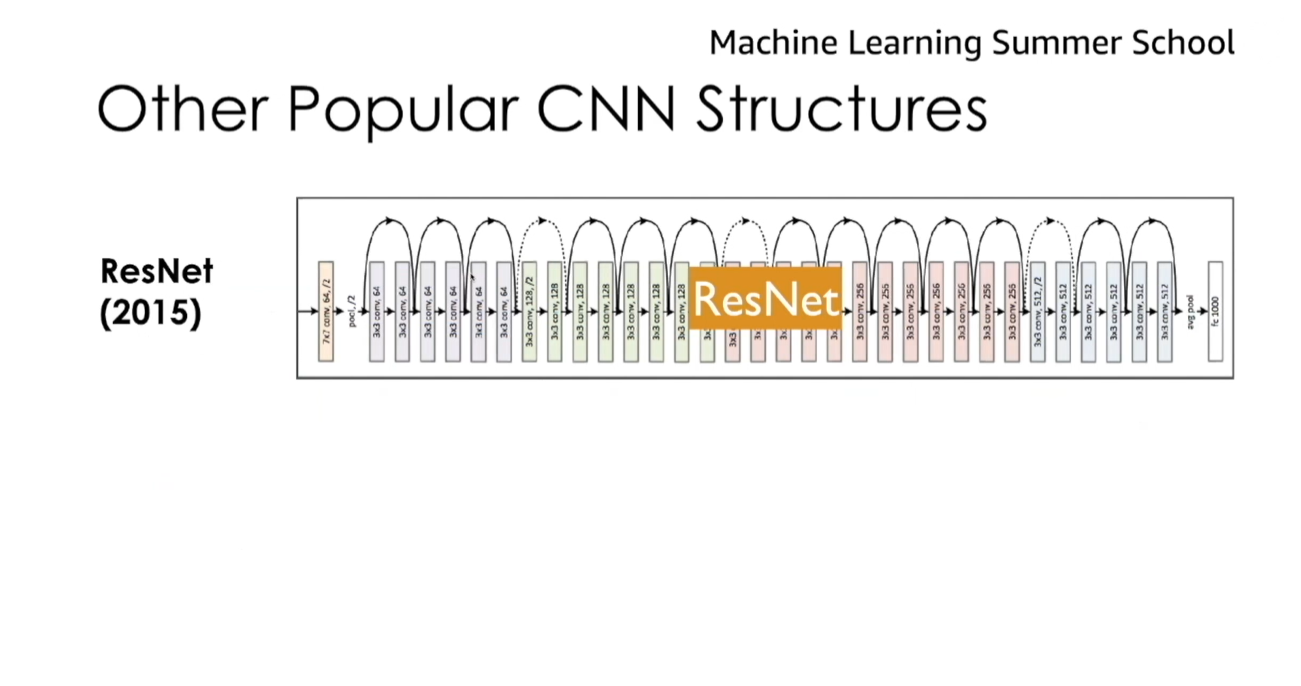 Machine Learning Summer School
Other Popular CNN Structures
ResNet
(2015)
7x7 conv, 64, /2
pool, /2
3x3 conv, 64
3x3 conv, 64
3x3 conv, 64
3x3 conv, 64
3x3 conv, 64
3x3 conv, 64
3x3 conv, 128, /2
3x3 conv, 128
3x3 conv, 128
3x3 conv, 128
3x3 conv, 128
3x3 conv, 128
3x3 conv, 128
ResNet
3x3 conv, 256
3x3 conv, 256
3x3 conv, 256
3x3 conv, 256
3x3 conv, 256
3x3 conv, 256
3x3 conv, 256
3x3 conv, 512, /2
3x3 conv, 512
3x3 conv, 512
3x3 conv, 512
3x3 conv, 512
3x3 conv, 512
avg pool
fc 1000